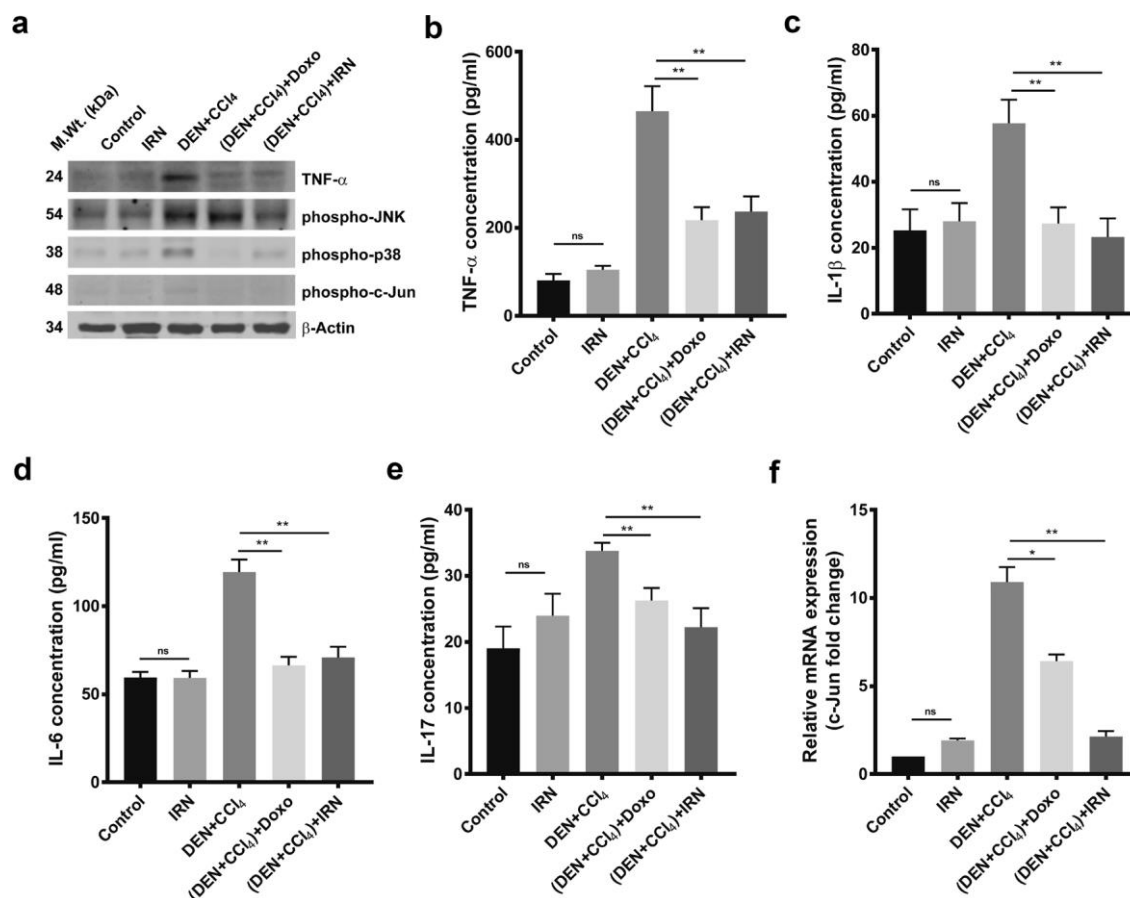 a
M.Wt. (kDa)
Control
IRN
DEN+CCl₄
(DEN+CCl₄)+Doxo
(DEN+CCl₄)+IRN
24 TNF-α
54 phospho-JNK
38 phospho-p38
48 phospho-c-Jun
34 β-Actin
b
TNF-α concentration (pg/ml)
600
400
200
0
ns
**
**
Control
IRN
DEN+CCl₄
(DEN+CCl₄)+Doxo
(DEN+CCl₄)+IRN
c
IL-1β concentration (pg/ml)
80
60
40
20
0
ns
**
**
Control
IRN
DEN+CCl₄
(DEN+CCl₄)+Doxo
(DEN+CCl₄)+IRN
d
IL-6 concentration (pg/ml)
150
100
50
0
ns
**
**
Control
IRN
DEN+CCl₄
(DEN+CCl₄)+Doxo
(DEN+CCl₄)+IRN
e
IL-17 concentration (pg/ml)
40
30
20
10
0
ns
**
**
Control
IRN
DEN+CCl₄
(DEN+CCl₄)+Doxo
(DEN+CCl₄)+IRN
f
Relative mRNA expression
(c-Jun fold change)
15
10
5
0
ns
**
*
Control
IRN
DEN+CCl₄
(DEN+CCl₄)+Doxo
(DEN+CCl₄)+IRN